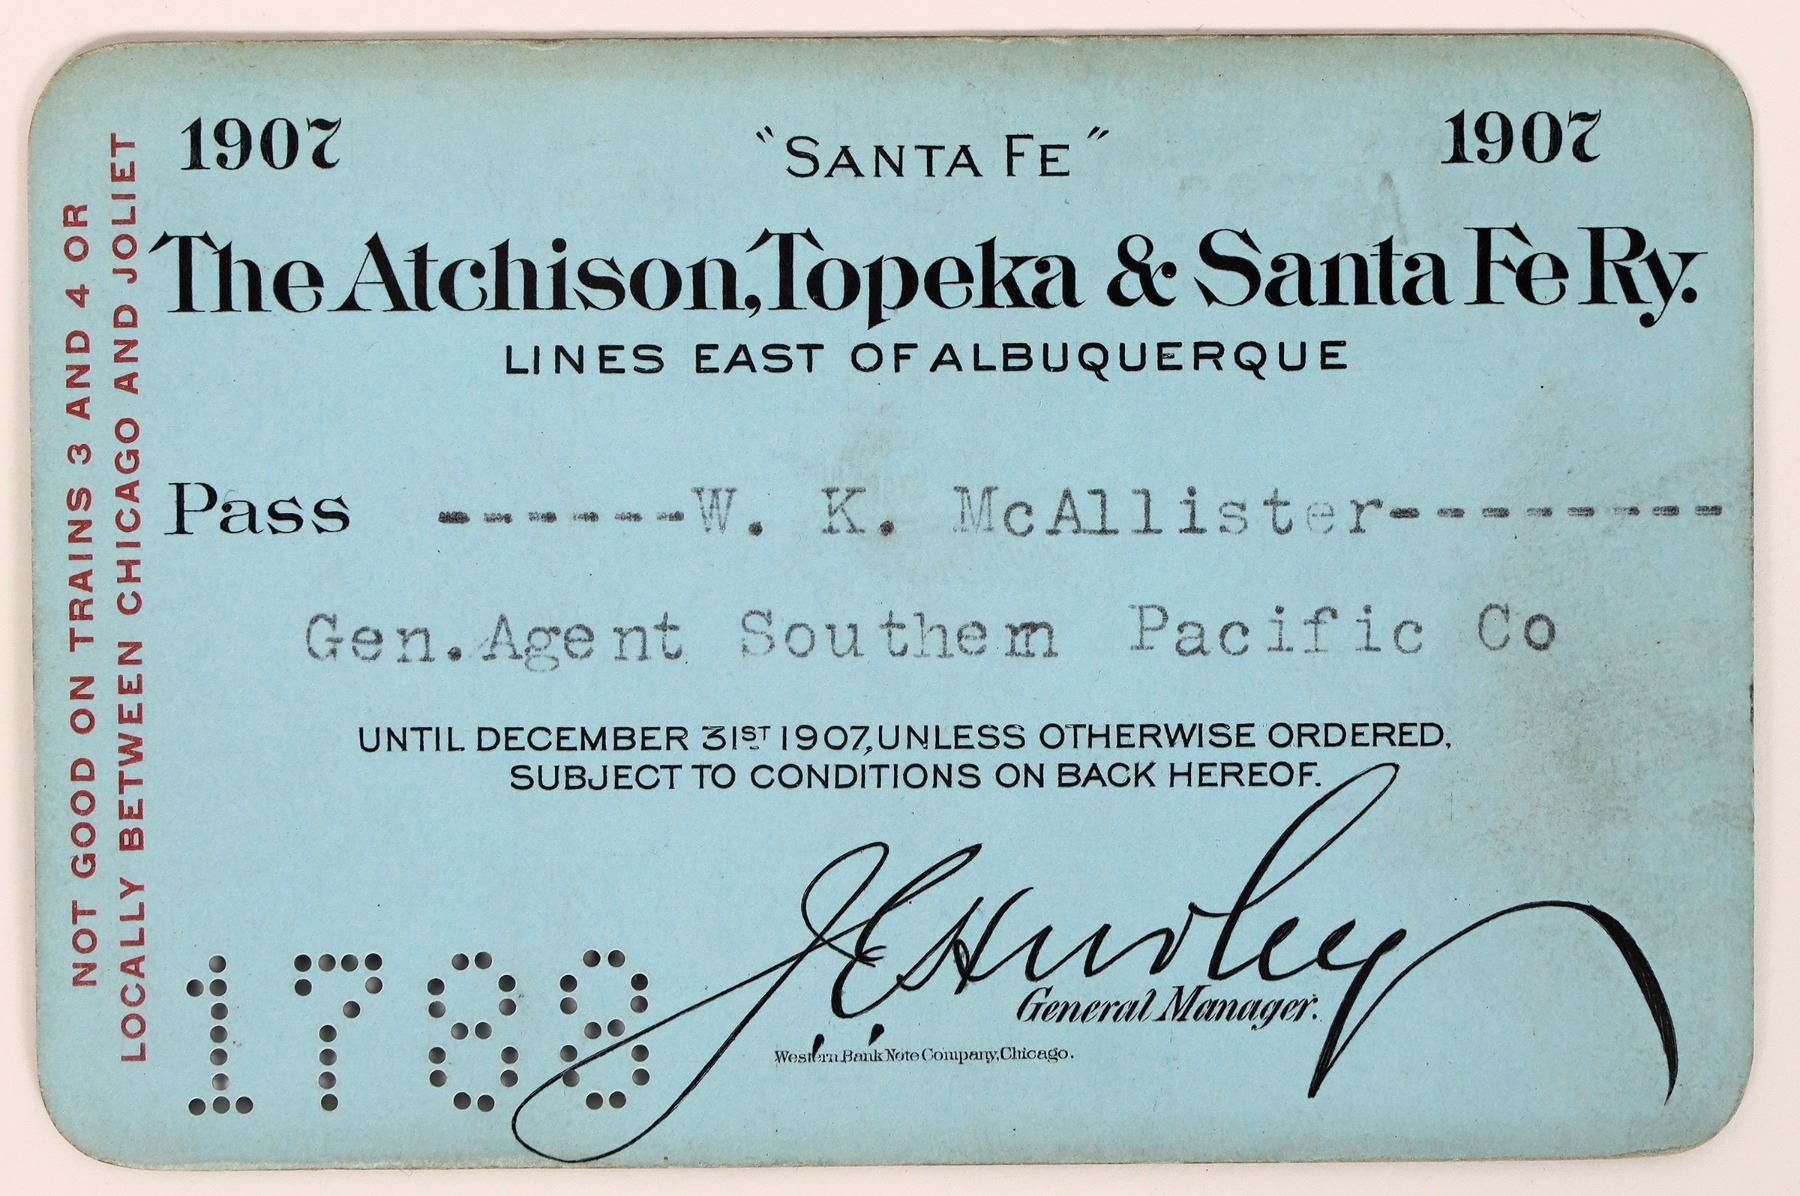 1907 "SANTA FE" 1907
The Atchison, Topeka & Santa Fe Ry.
LINES EAST OF ALBUQUERQUE
Pass ------W. K. McAllister---------
Gen.Agent Southern Pacific Co
UNTIL DECEMBER 31ST 1907, UNLESS OTHERWISE ORDERED,
SUBJECT TO CONDITIONS ON BACK HEREOF.
J.E. Hurley
General Manager.
Western Bank Note Company, Chicago.
1788
NOT GOOD ON TRAINS 3 AND 4 OR
LOCALLY BETWEEN CHICAGO AND JOLIET